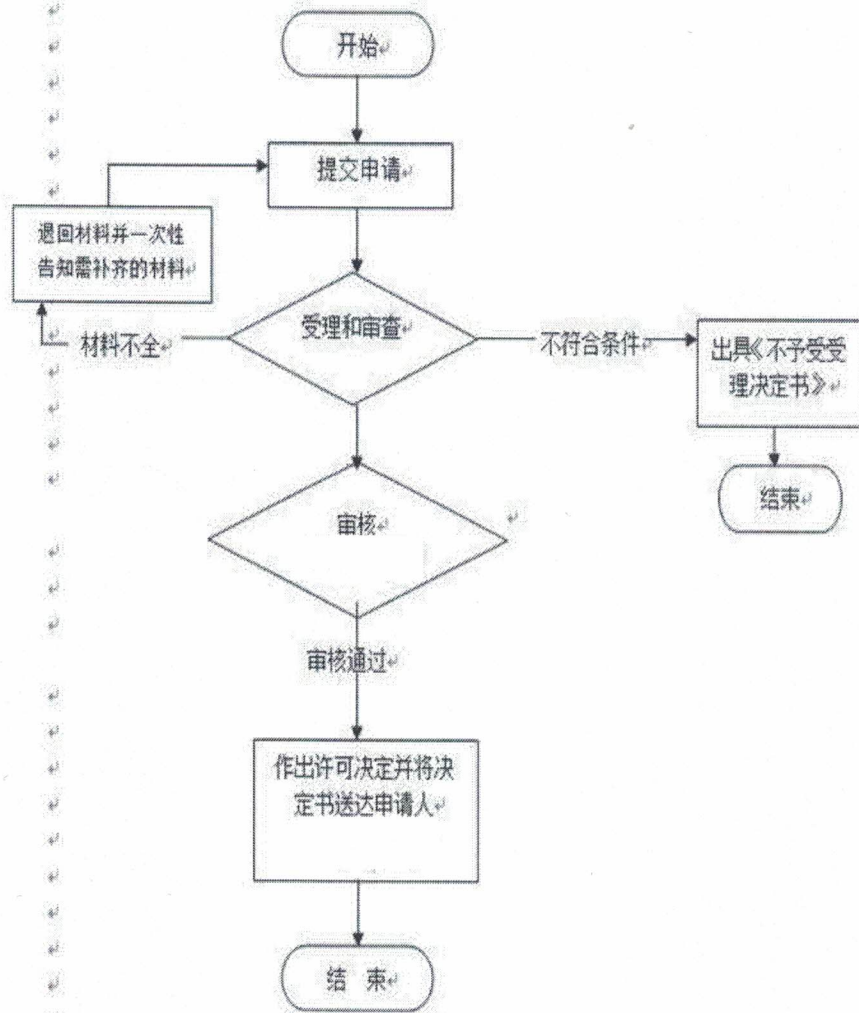 开始
提交申请
退回材料并一次性
告知需补齐的材料
受理和审查
材料不全
不符合条件
出具《不予受受
理决定书》
结束
审核
审核通过
作出许可决定并将决
定书送达申请人
结 束